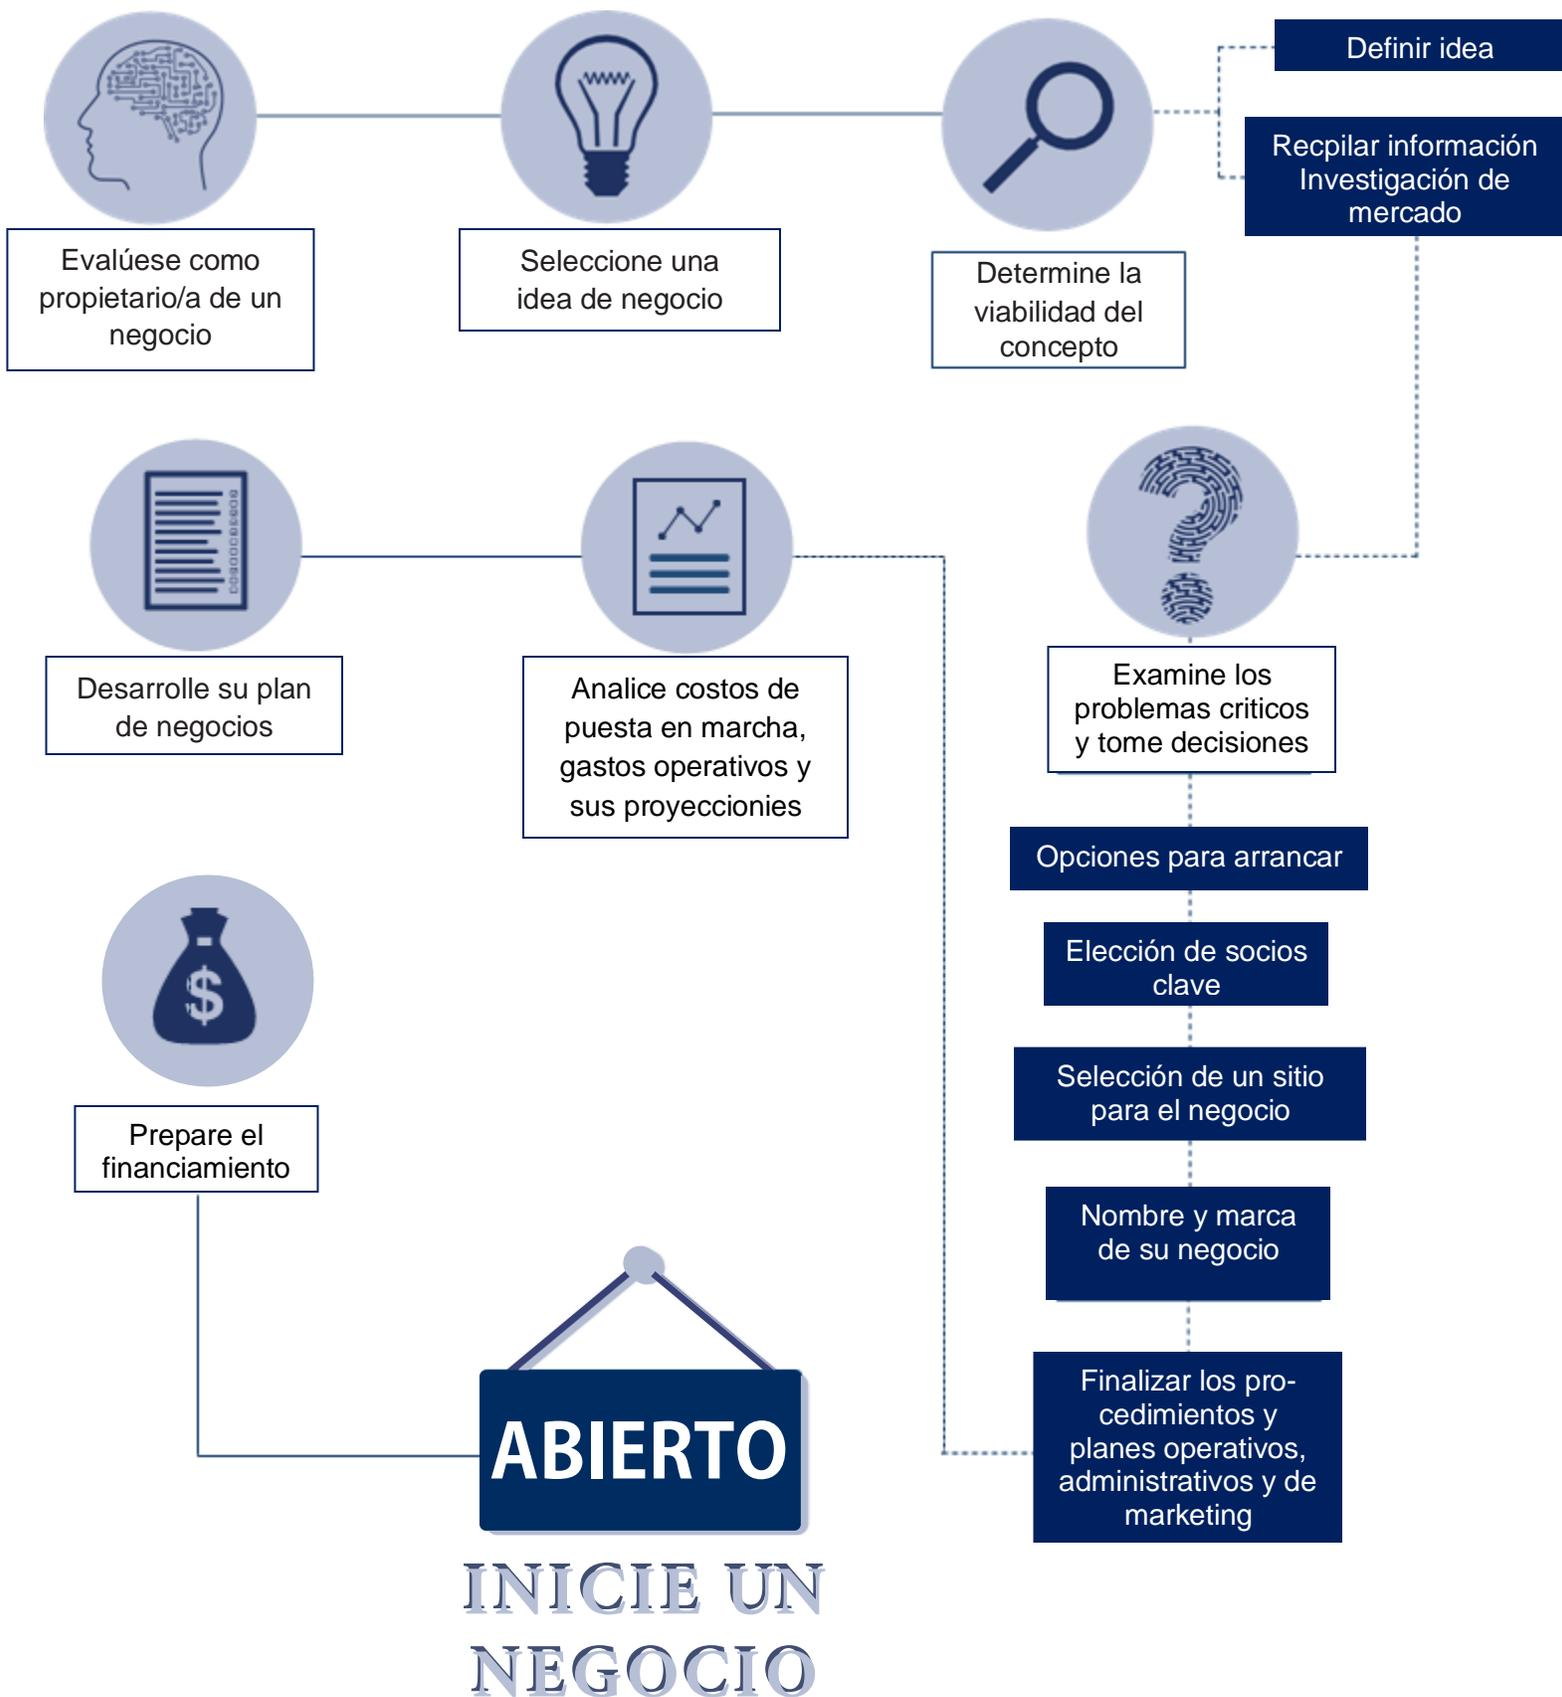 Definir idea
Recpilar información
Investigación de
mercado
Evalúese como
propietario/a de un
negocio
Seleccione una
idea de negocio
Determine la
viabilidad del
concepto
Examine los
problemas criticos
y tome decisiones
Opciones para arrancar
Elección de socios
clave
Selección de un sitio
para el negocio
Nombre y marca
de su negocio
Finalizar los pro-
cedimientos y
planes operativos,
administrativos y de
marketing
Analice costos de
puesta en marcha,
gastos operativos y
sus proyeccionies
Desarrolle su plan
de negocios
$
Prepare el
financiamiento
ABIERTO
INICIE UN
NEGOCIO